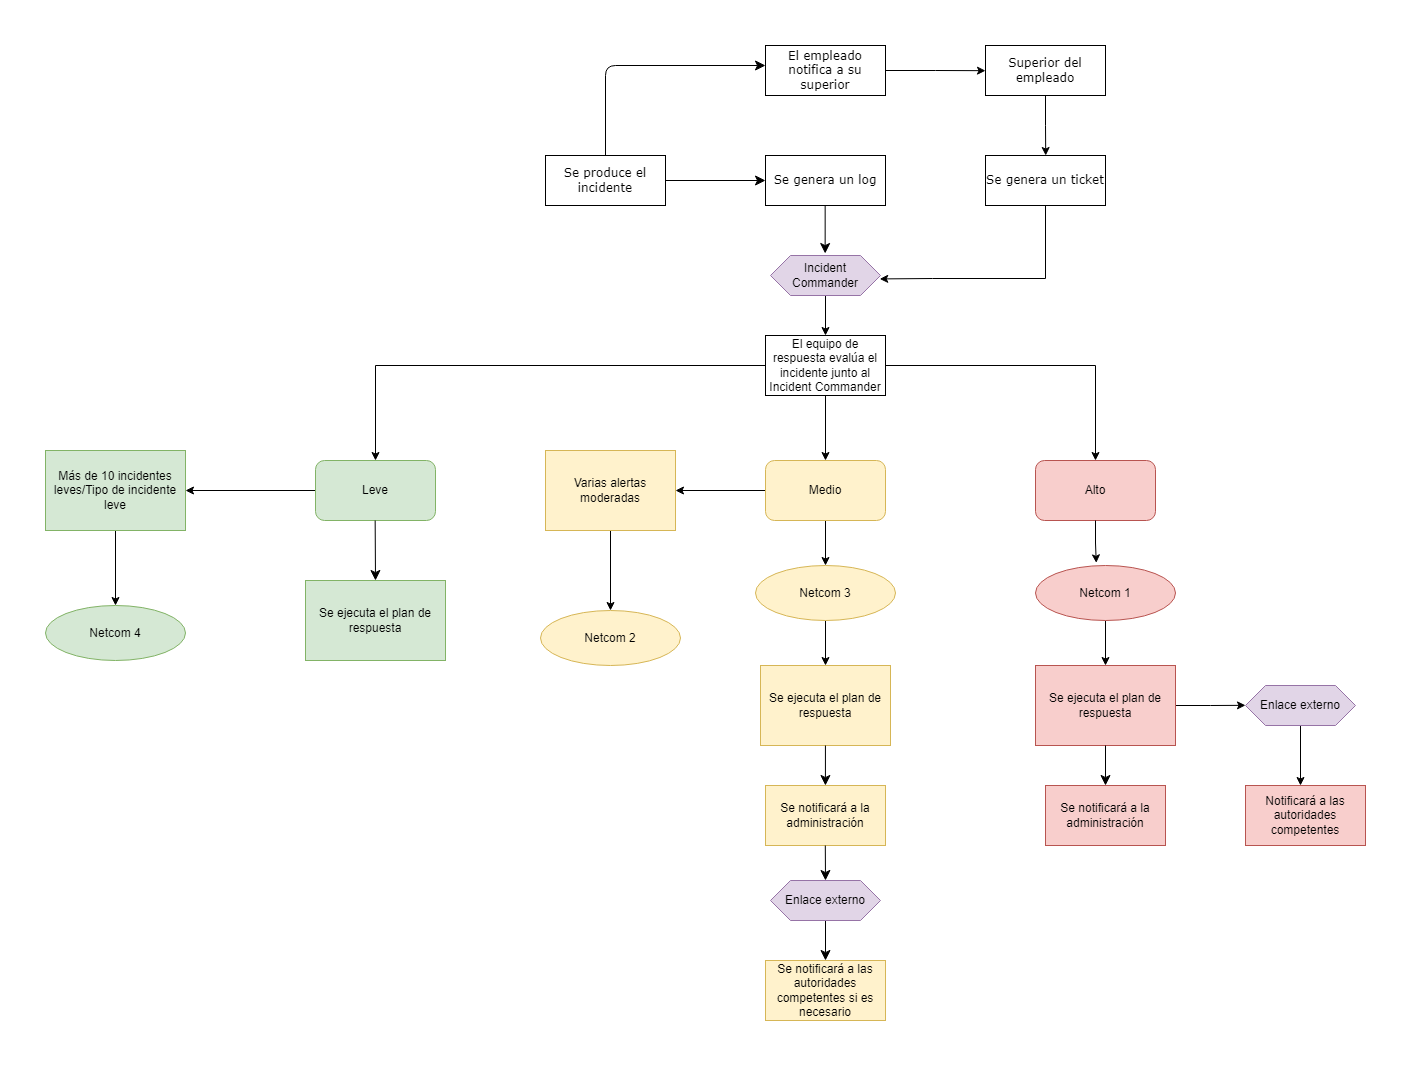 El empleado
notifica a su
superior
Superior del
empleado
Se produce el
incidente
Se genera un log
Se genera un ticket
Incident
Commander
El equipo de
respuesta evalúa el
incidente junto al
Incident Commander
Más de 10 incidentes
leves/Tipo de incidente
leve
Leve
Varias alertas
moderadas
Medio
Alto
Netcom 4
Se ejecuta el plan de
respuesta
Netcom 2
Netcom 3
Netcom 1
Se ejecuta el plan de
respuesta
Se ejecuta el plan de
respuesta
Enlace externo
Se notificará a la
administración
Se notificará a la
administración
Notificará a las
autoridades
competentes
Enlace externo
Se notificará a las
autoridades
competentes si es
necesario